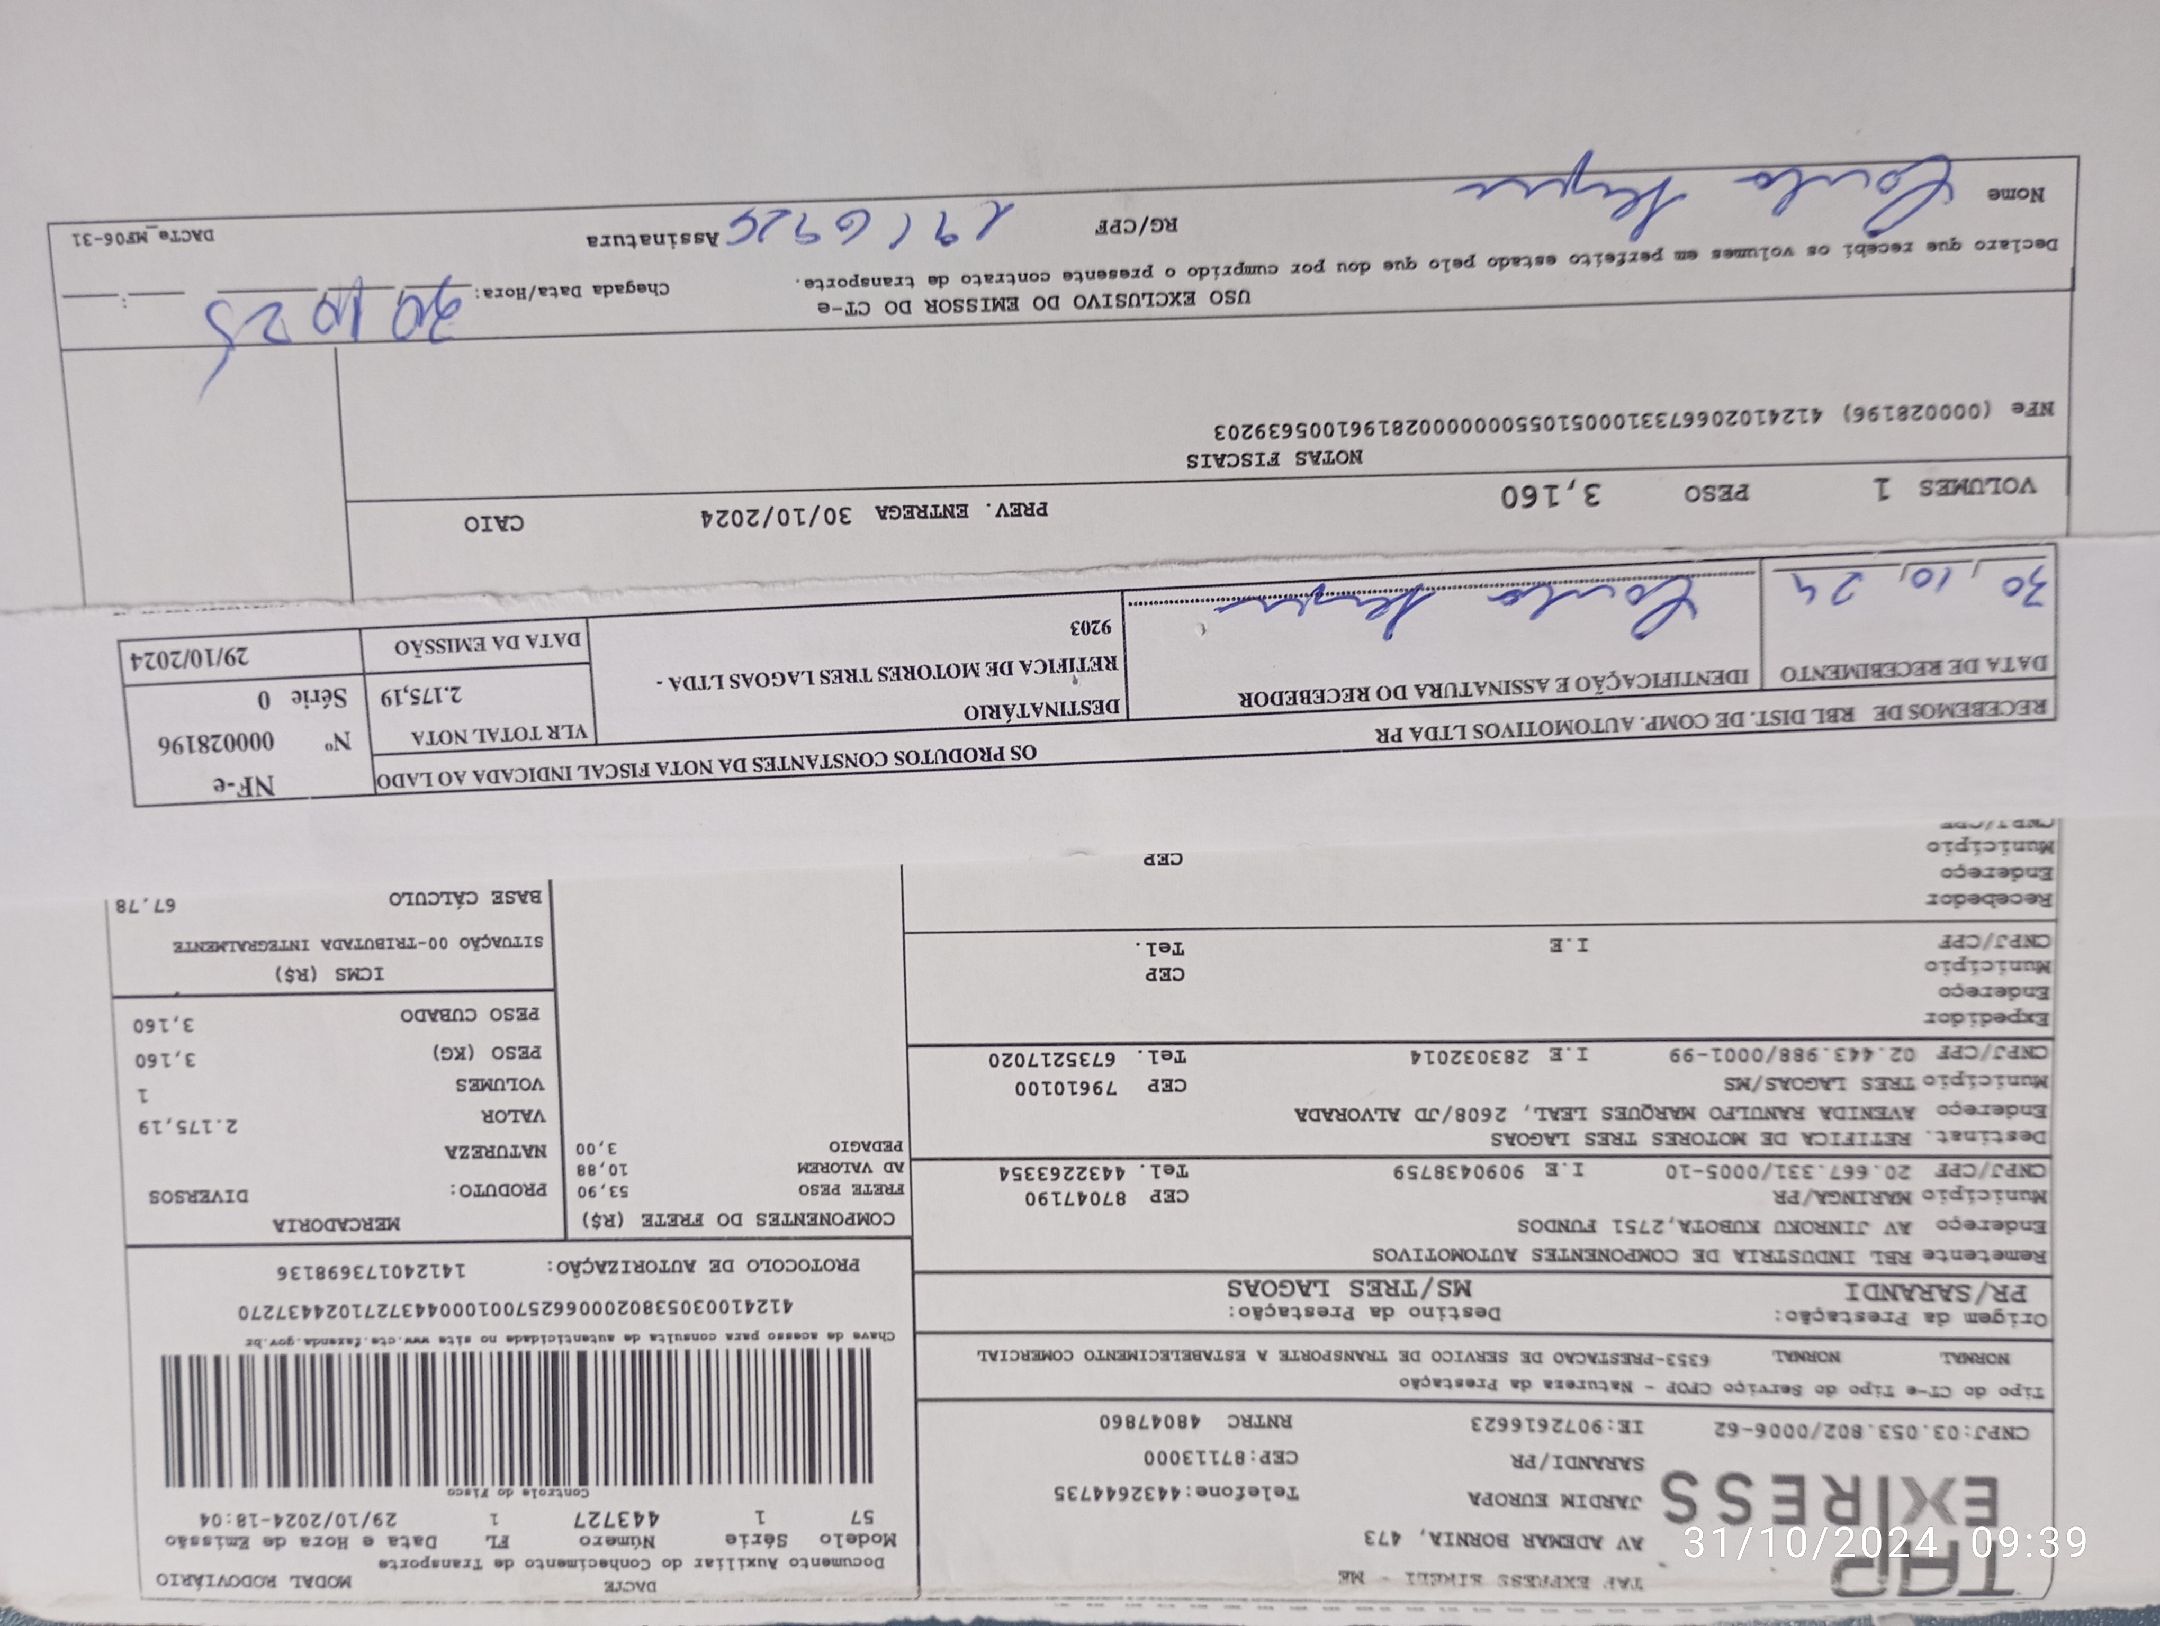 TAP EXPRESS
TAP EXPRESS EIRELI - ME
AV ADEMAR BORNIA, 473
JARDIM EUROPA Telefone:4432644735
SARANDI/PR CEP:87113000
CNPJ:03.053.802/0006-62 IE:9072616623 RNTRC 48047860
DACTE MODAL RODOVIÁRIO
Documento Auxiliar do Conhecimento de Transporte
Modelo Série Número FL Data e Hora de Emissão
57 1 443727 1 29/10/2024-18:04
Controle do Fisco
Chave de acesso para consulta de autenticidade no site www.cte.fazenda.gov.br
41241003053802000662570010004437271024437270
PROTOCOLO DE AUTORIZAÇÃO: 141240173698136
Tipo do CT-e Tipo do Serviço CFOP - Natureza da Prestação
NORMAL NORMAL 6353-PRESTACAO DE SERVICO DE TRANSPORTE A ESTABELECIMENTO COMERCIAL
Origem da Prestação: Destino da Prestação:
PR/SARANDI MS/TRES LAGOAS
Remetente RBL INDUSTRIA DE COMPONENTES AUTOMOTIVOS
Endereço AV JINROKU KUBOTA,2751 FUNDOS
Município MARINGA/PR CEP 87047190
CNPJ/CPF 20.667.331/0005-10 I.E 9090438759 Tel. 4432263354
Destinat. RETIFICA DE MOTORES TRES LAGOAS
Endereço AVENIDA RANULFO MARQUES LEAL, 2608/JD ALVORADA
Município TRES LAGOAS/MS CEP 79610100
CNPJ/CPF 02.443.988/0001-99 I.E 283032014 Tel. 6735217020
Expedidor
Endereço
Município CEP
CNPJ/CPF I.E Tel.
Recebedor
Endereço
Município CEP
CNPJ/CPF
COMPONENTES DO FRETE (R$)
FRETE PESO 53,90
AD VALOREM 10,88
PEDAGIO 3,00
MERCADORIA
PRODUTO: DIVERSOS
NATUREZA
VALOR 2.175,19
VOLUMES 1
PESO (KG) 3,160
PESO CUBADO 3,160
ICMS (R$)
SITUAÇÃO 00-TRIBUTADA INTEGRALMENTE
BASE CÁLCULO 67.78
RECEBEMOS DE RBL DIST. DE COMP. AUTOMOTIVOS LTDA PR OS PRODUTOS CONSTANTES DA NOTA FISCAL INDICADA AO LADO
NF-e
Nº 000028196
Série 0
29/10/2024
DATA DE RECEBIMENTO IDENTIFICAÇÃO E ASSINATURA DO RECEBEDOR
30, 10, 24
DESTINATÁRIO
RETIFICA DE MOTORES TRES LAGOAS LTDA -
9203
VLR TOTAL NOTA
2.175,19
DATA DA EMISSÃO
VOLUMES 1 PESO 3,160 PREV. ENTREGA 30/10/2024 CAIO
NOTAS FISCAIS
NFe (000028196) 41241020667331000510550000000281961005639203
USO EXCLUSIVO DO EMISSOR DO CT-e
Declaro que recebi os volumes em perfeito estado pelo que dou por cumprido o presente contrato de transporte.
Chegada Data/Hora: 30 10 25
Nome RG/CPF Assinatura
DACTe_MF06-31
31/10/2024 09:39